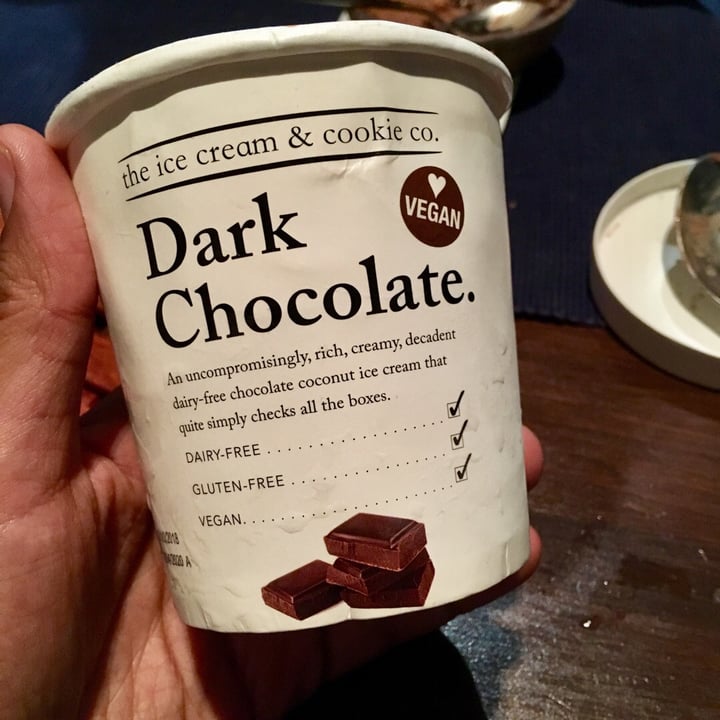 the ice cream & cookie co.
VEGAN
Dark
Chocolate.
An uncompromisingly, rich, creamy, decadent
dairy-free chocolate coconut ice cream that
quite simply checks all the boxes.
DAIRY-FREE
GLUTEN-FREE
VEGAN